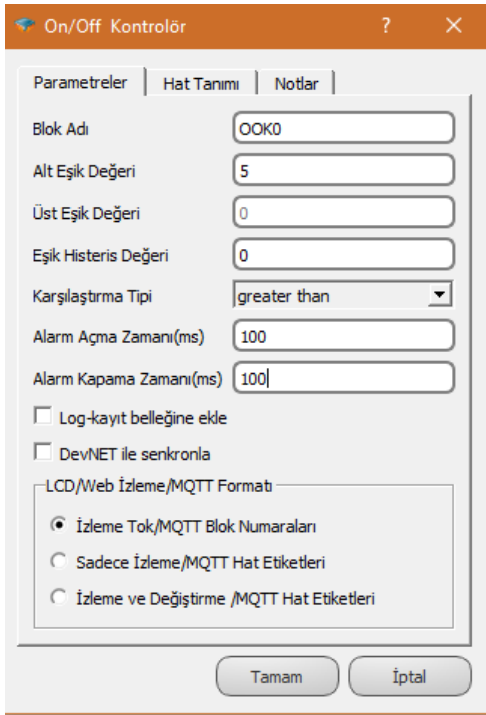 On/Off Kontrolör ?
Parametreler Hat Tanımı Notlar
Blok Adı OOK0
Alt Eşik Değeri 5
Üst Eşik Değeri 0
Eşik Histeris Değeri 0
Karşılaştırma Tipi greater than
Alarm Açma Zamanı(ms) 100
Alarm Kapama Zamanı(ms) 100
Log-kayıt belleğine ekle
DevNET ile senkronla
LCD/Web İzleme/MQTT Formatı
İzleme Tok/MQTT Blok Numaraları
Sadece İzleme/MQTT Hat Etiketleri
İzleme ve Değiştirme /MQTT Hat Etiketleri
Tamam İptal